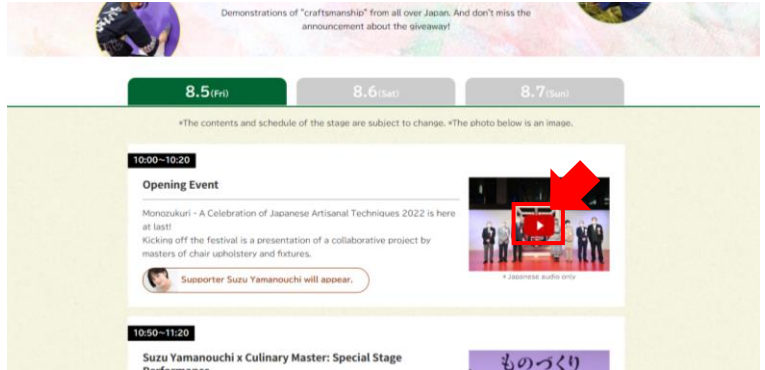 Demonstrations of "craftsmanship" from all over Japan. And don't miss the
announcement about the giveaway!
8.5(Fri)
8.6(Sat)
8.7(Sun)
*The contents and schedule of the stage are subject to change. *The photo below is an image.
10:00~10:20
Opening Event
Monozukuri - A Celebration of Japanese Artisanal Techniques 2022 is here
at last!
Kicking off the festival is a presentation of a collaborative project by
masters of chair upholstery and fixtures.
Supporter Suzu Yamanouchi will appear.
* Japanese audio only
10:50~11:20
Suzu Yamanouchi x Culinary Master: Special Stage
Performance
ものづくり